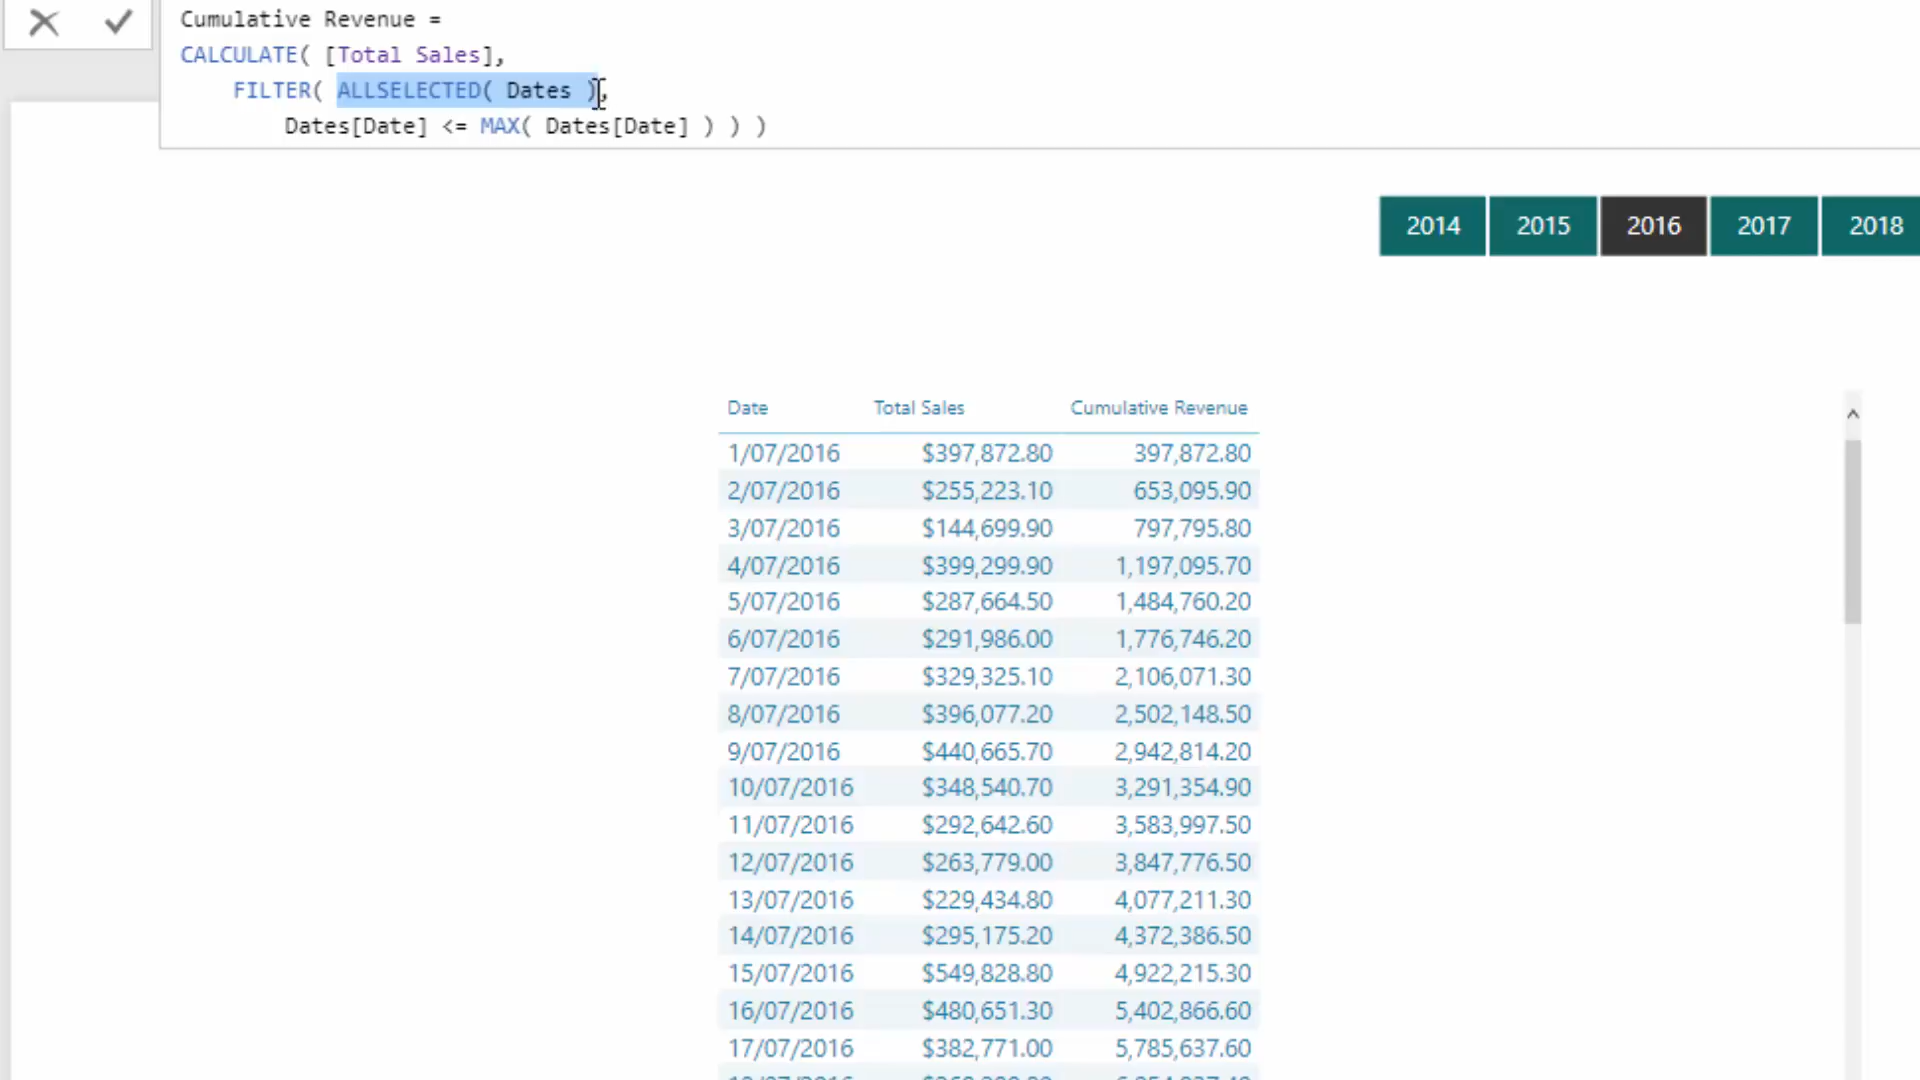 Cumulative Revenue =
CALCULATE( [Total Sales],
FILTER( ALLSELECTED( Dates ),
Dates[Date] <= MAX( Dates[Date] ) ) )
2014 2015 2016 2017 2018
Date Total Sales Cumulative Revenue
1/07/2016 $397,872.80 397,872.80
2/07/2016 $255,223.10 653,095.90
3/07/2016 $144,699.90 797,795.80
4/07/2016 $399,299.90 1,197,095.70
5/07/2016 $287,664.50 1,484,760.20
6/07/2016 $291,986.00 1,776,746.20
7/07/2016 $329,325.10 2,106,071.30
8/07/2016 $396,077.20 2,502,148.50
9/07/2016 $440,665.70 2,942,814.20
10/07/2016 $348,540.70 3,291,354.90
11/07/2016 $292,642.60 3,583,997.50
12/07/2016 $263,779.00 3,847,776.50
13/07/2016 $229,434.80 4,077,211.30
14/07/2016 $295,175.20 4,372,386.50
15/07/2016 $549,828.80 4,922,215.30
16/07/2016 $480,651.30 5,402,866.60
17/07/2016 $382,771.00 5,785,637.60